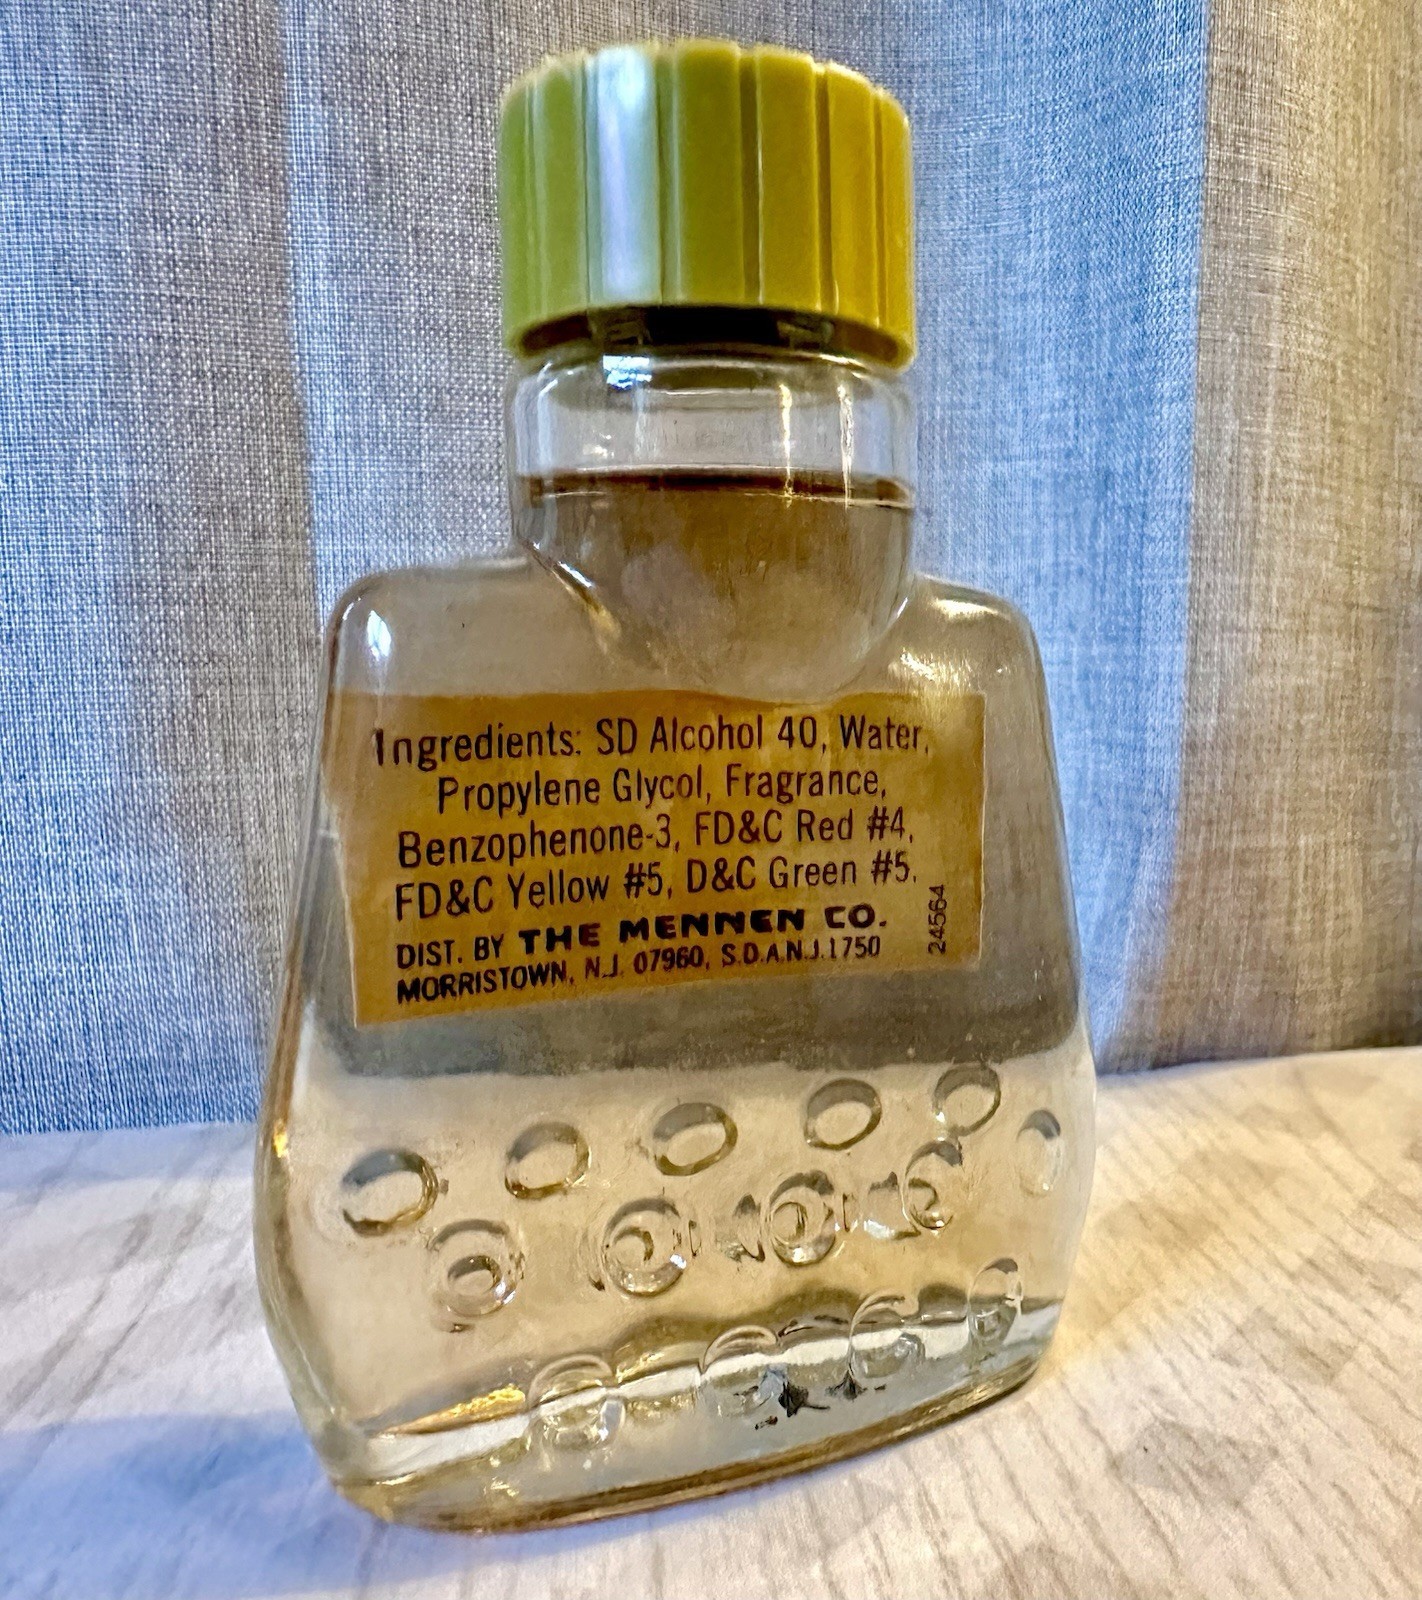 Ingredients: SD Alcohol 40, Water,
Propylene Glycol, Fragrance,
Benzophenone-3, FD&C Red #4,
FD&C Yellow #5, D&C Green #5.
DIST. BY THE MENNEN CO.
MORRISTOWN, N.J. 07960, S.D.A.N.J.1750
24564